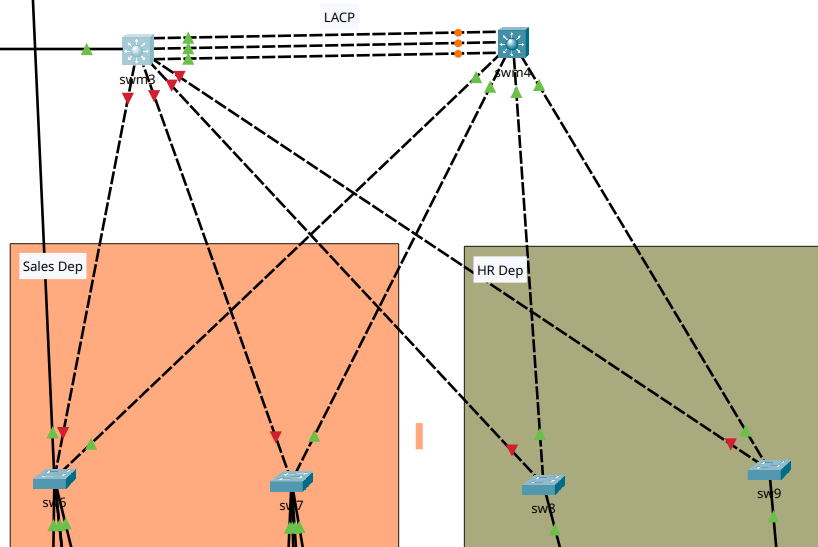 LACP
swm3
swm4
Sales Dep
HR Dep
sw6
sw7
sw8
sw9